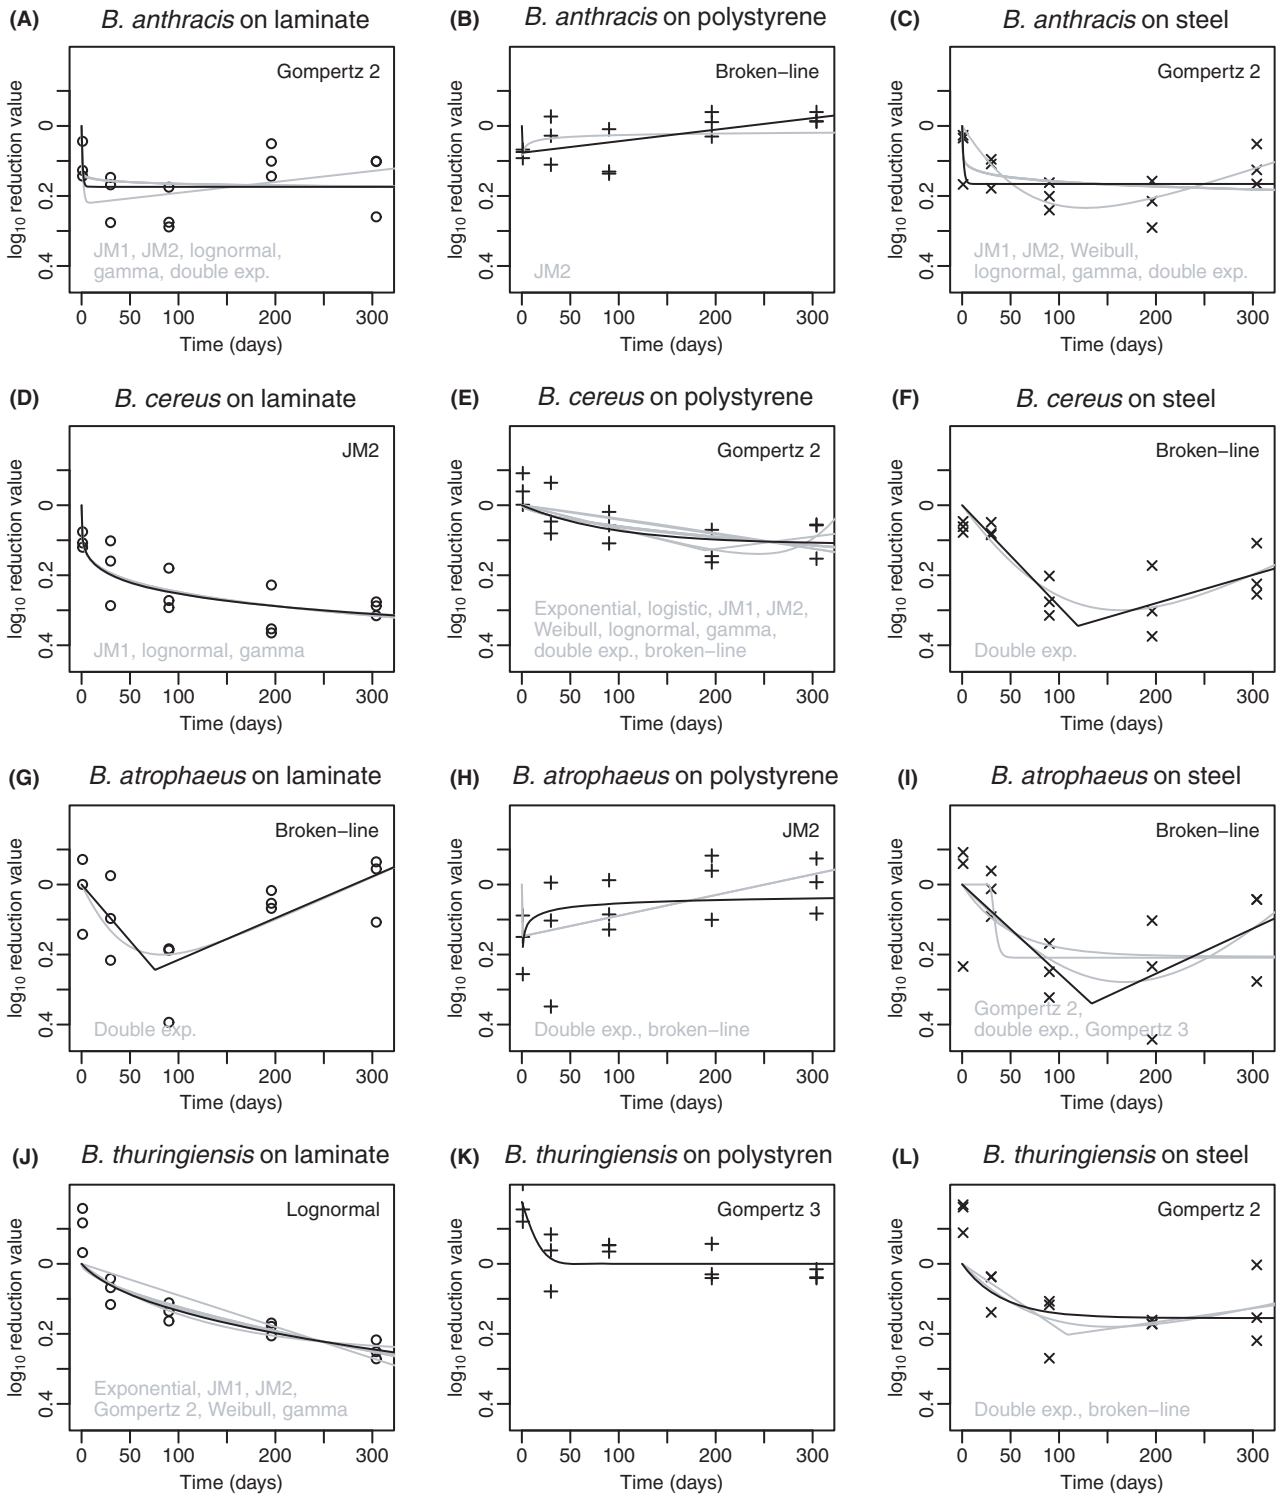 (A) B. anthracis on laminate
Gompertz 2
log10 reduction value
0
0.2
0.4
JM1, JM2, lognormal,
gamma, double exp.
0 50 100 200 300
Time (days)
(B) B. anthracis on polystyrene
Broken−line
log10 reduction value
0
0.2
0.4
JM2
0 50 100 200 300
Time (days)
(C) B. anthracis on steel
Gompertz 2
log10 reduction value
0
0.2
0.4
JM1, JM2, Weibull,
lognormal, gamma, double exp.
0 50 100 200 300
Time (days)
(D) B. cereus on laminate
JM2
log10 reduction value
0
0.2
0.4
JM1, lognormal, gamma
0 50 100 200 300
Time (days)
(E) B. cereus on polystyrene
Gompertz 2
log10 reduction value
0
0.2
0.4
Exponential, logistic, JM1, JM2,
Weibull, lognormal, gamma,
double exp., broken−line
0 50 100 200 300
Time (days)
(F) B. cereus on steel
Broken−line
log10 reduction value
0
0.2
0.4
Double exp.
0 50 100 200 300
Time (days)
(G) B. atrophaeus on laminate
Broken−line
log10 reduction value
0
0.2
0.4
Double exp.
0 50 100 200 300
Time (days)
(H) B. atrophaeus on polystyrene
JM2
log10 reduction value
0
0.2
0.4
Double exp., broken−line
0 50 100 200 300
Time (days)
(I) B. atrophaeus on steel
Broken−line
log10 reduction value
0
0.2
0.4
Gompertz 2,
double exp., Gompertz 3
0 50 100 200 300
Time (days)
(J) B. thuringiensis on laminate
Lognormal
log10 reduction value
0
0.2
0.4
Exponential, JM1, JM2,
Gompertz 2, Weibull, gamma
0 50 100 200 300
Time (days)
(K) B. thuringiensis on polystyren
Gompertz 3
log10 reduction value
0
0.2
0.4
0 50 100 200 300
Time (days)
(L) B. thuringiensis on steel
Gompertz 2
log10 reduction value
0
0.2
0.4
Double exp., broken−line
0 50 100 200 300
Time (days)